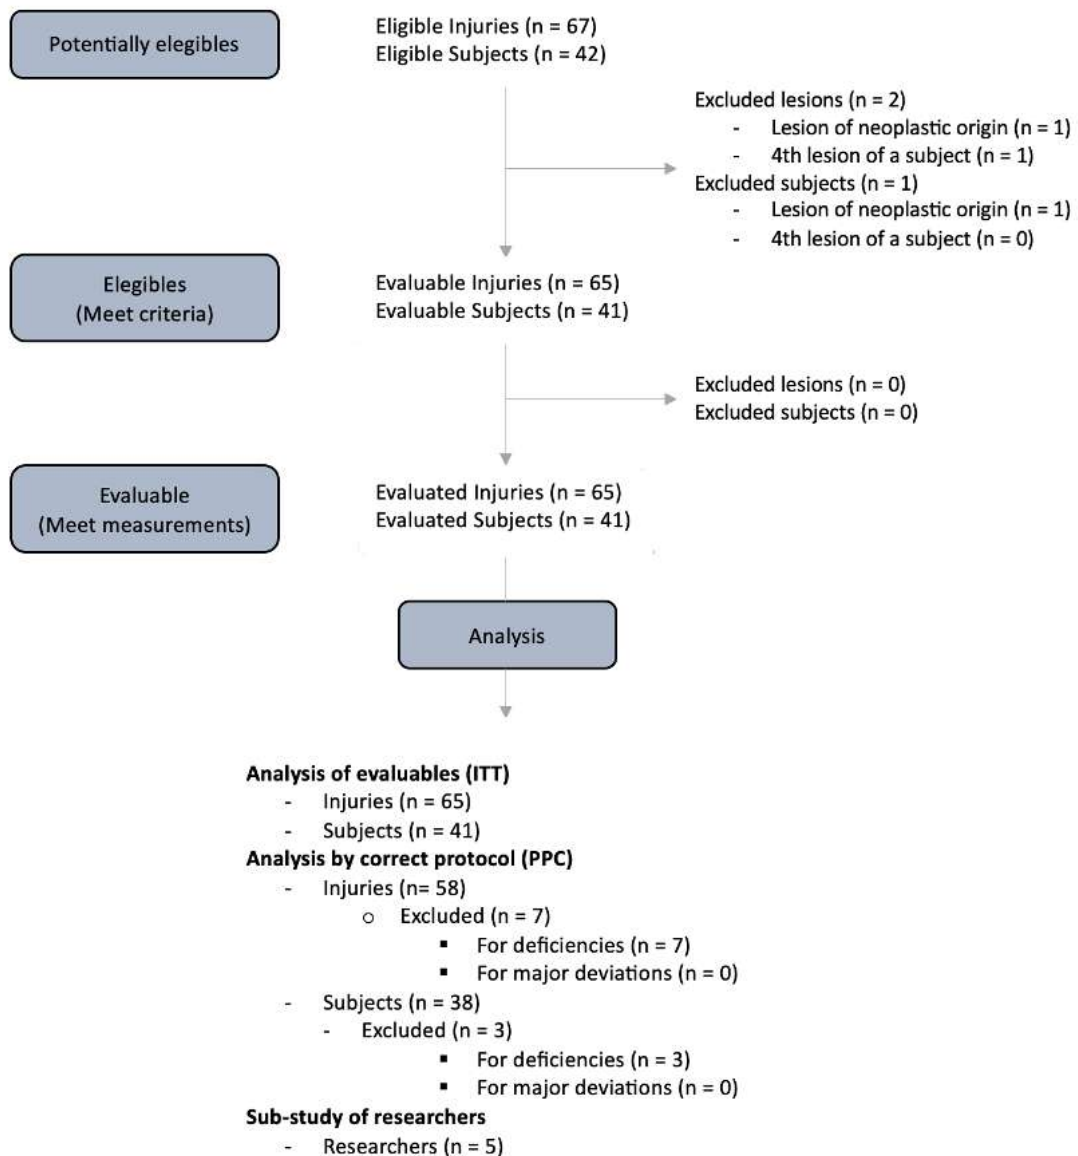 Potentially elegibles
Eligible Injuries (n = 67)
Eligible Subjects (n = 42)
Excluded lesions (n = 2)
- Lesion of neoplastic origin (n = 1)
- 4th lesion of a subject (n = 1)
Excluded subjects (n = 1)
- Lesion of neoplastic origin (n = 1)
- 4th lesion of a subject (n = 0)
Elegibles
(Meet criteria)
Evaluable Injuries (n = 65)
Evaluable Subjects (n = 41)
Excluded lesions (n = 0)
Excluded subjects (n = 0)
Evaluable
(Meet measurements)
Evaluated Injuries (n = 65)
Evaluated Subjects (n = 41)
Analysis
Analysis of evaluables (ITT)
- Injuries (n = 65)
- Subjects (n = 41)
Analysis by correct protocol (PPC)
- Injuries (n= 58)
o Excluded (n = 7)
▪ For deficiencies (n = 7)
▪ For major deviations (n = 0)
- Subjects (n = 38)
- Excluded (n = 3)
▪ For deficiencies (n = 3)
▪ For major deviations (n = 0)
Sub-study of researchers
- Researchers (n = 5)